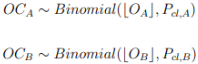 OC_A ∼ Binomial(⌊O_A⌋, P_{cl,A})
OC_B ∼ Binomial(⌊O_B⌋, P_{cl,B})